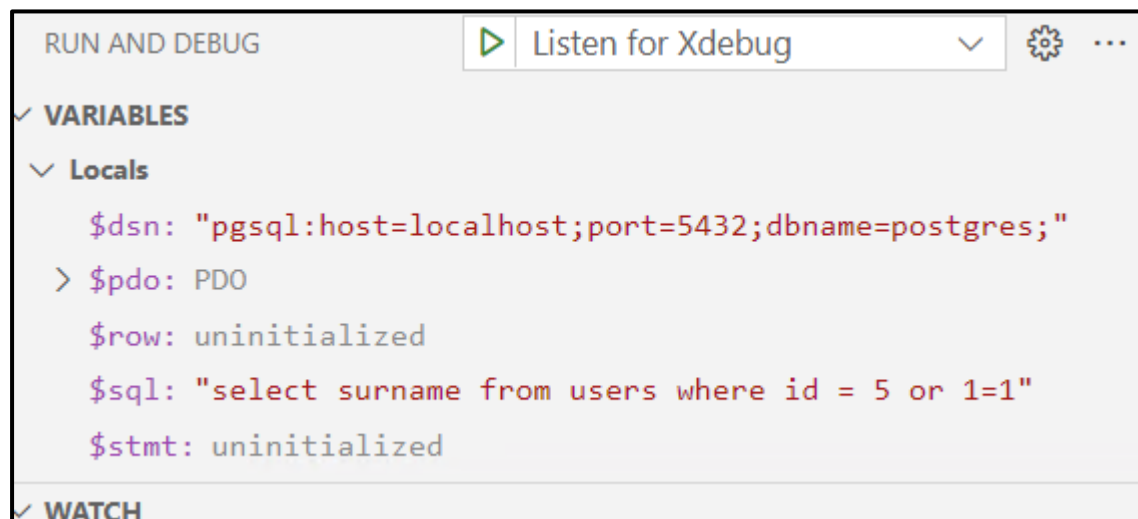 RUN AND DEBUG Listen for Xdebug ...
VARIABLES
Locals
$dsn: "pgsql:host=localhost;port=5432;dbname=postgres;"
$pdo: PDO
$row: uninitialized
$sql: "select surname from users where id = 5 or 1=1"
$stmt: uninitialized
WATCH